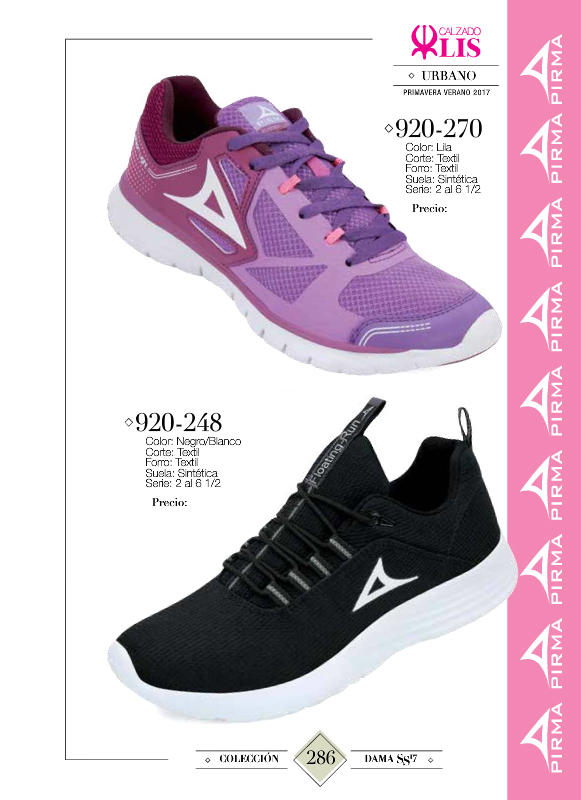 CALZADO
LIS
URBANO
PRIMAVERA VERANO 2017
920-270
Color: Lila
Corte: Textil
Forro: Textil
Suela: Sintética
Serie: 2 al 6 1/2
Precio:
920-248
Color: Negro/Blanco
Corte: Textil
Forro: Textil
Suela: Sintética
Serie: 2 al 6 1/2
Precio:
Floating-Run
PIRMA
PIRMA
PIRMA
PIRMA
PIRMA
PIRMA
PIRMA
PIRMA
PIRMA
COLECCIÓN
286
DAMA SS'7